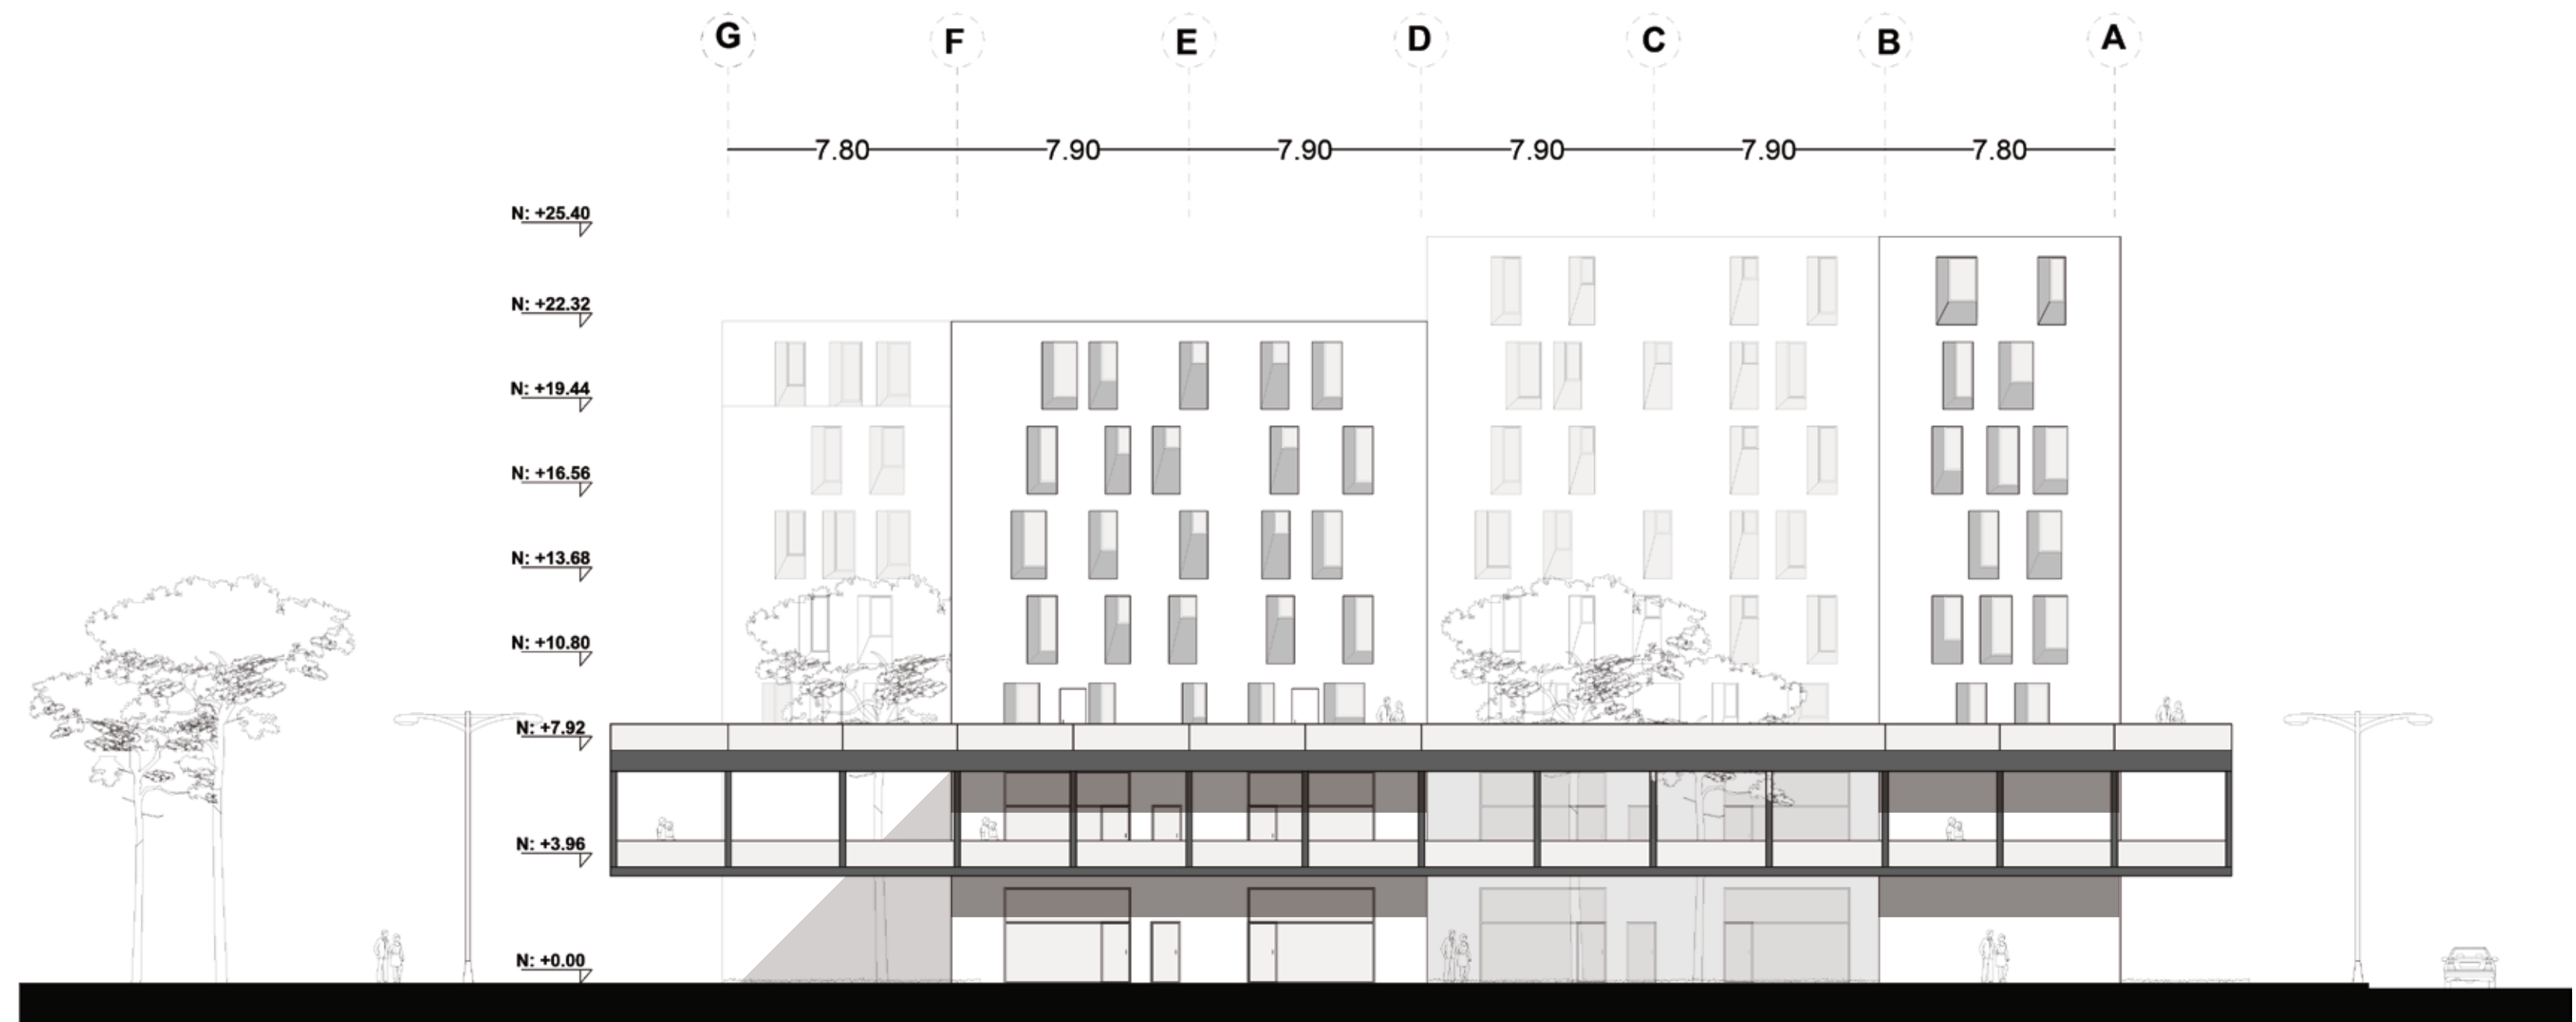 G F E D C B A
7.80 7.90 7.90 7.90 7.90 7.80
N: +25.40
N: +22.32
N: +19.44
N: +16.56
N: +13.68
N: +10.80
N: +7.92
N: +3.96
N: +0.00